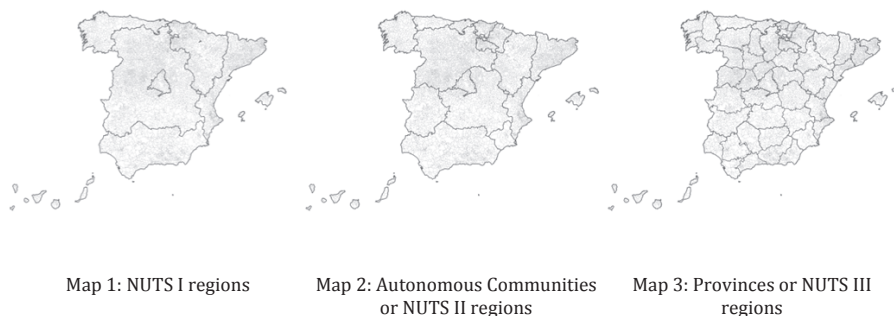 Map 1: NUTS I regions
Map 2: Autonomous Communities
or NUTS II regions
Map 3: Provinces or NUTS III
regions